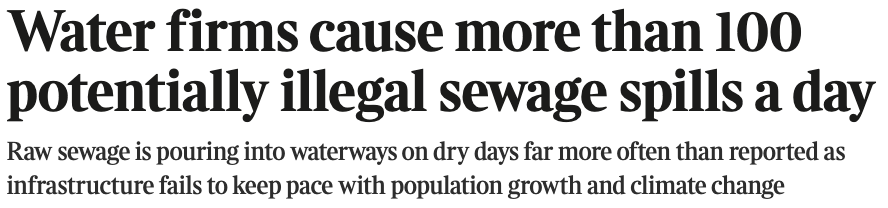 Water firms cause more than 100
potentially illegal sewage spills a day
Raw sewage is pouring into waterways on dry days far more often than reported as
infrastructure fails to keep pace with population growth and climate change